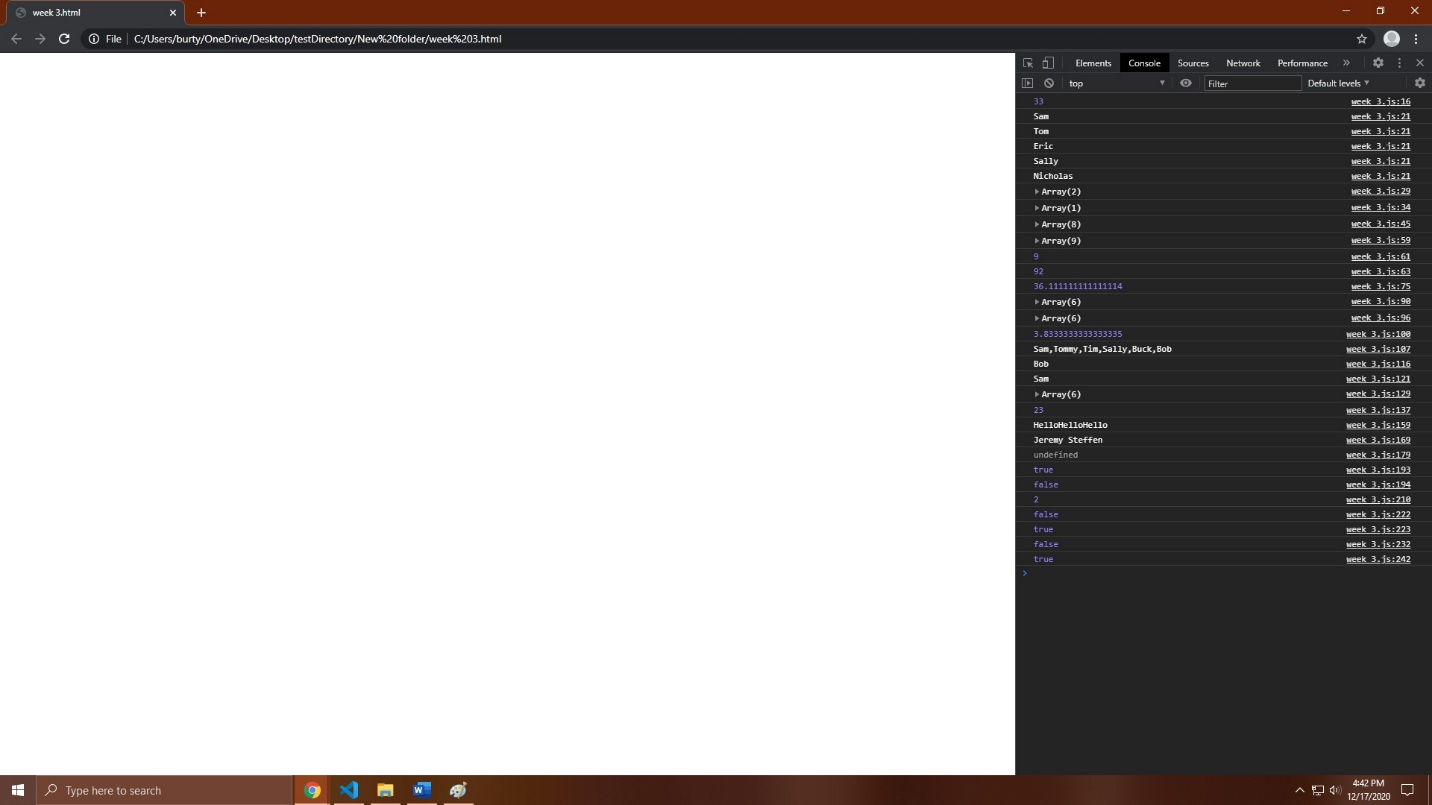 week 3.html
File C:/Users/burty/OneDrive/Desktop/testDirectory/New%20folder/week%203.html
Elements Console Sources Network Performance »
top Filter Default levels
33 week 3.js:16
Sam week 3.js:21
Tom week 3.js:21
Eric week 3.js:21
Sally week 3.js:21
Nicholas week 3.js:21
Array(2) week 3.js:29
Array(1) week 3.js:34
Array(8) week 3.js:45
Array(9) week 3.js:59
9 week 3.js:61
92 week 3.js:63
36.111111111111114 week 3.js:75
Array(6) week 3.js:90
Array(6) week 3.js:96
3.8333333333333335 week 3.js:100
Sam,Tommy,Tim,Sally,Buck,Bob week 3.js:107
Bob week 3.js:116
Sam week 3.js:121
Array(6) week 3.js:129
23 week 3.js:137
HelloHelloHello week 3.js:159
Jeremy Steffen week 3.js:169
undefined week 3.js:179
true week 3.js:193
false week 3.js:194
2 week 3.js:210
false week 3.js:222
true week 3.js:223
false week 3.js:232
true week 3.js:242
Type here to search
4:42 PM
12/17/2020